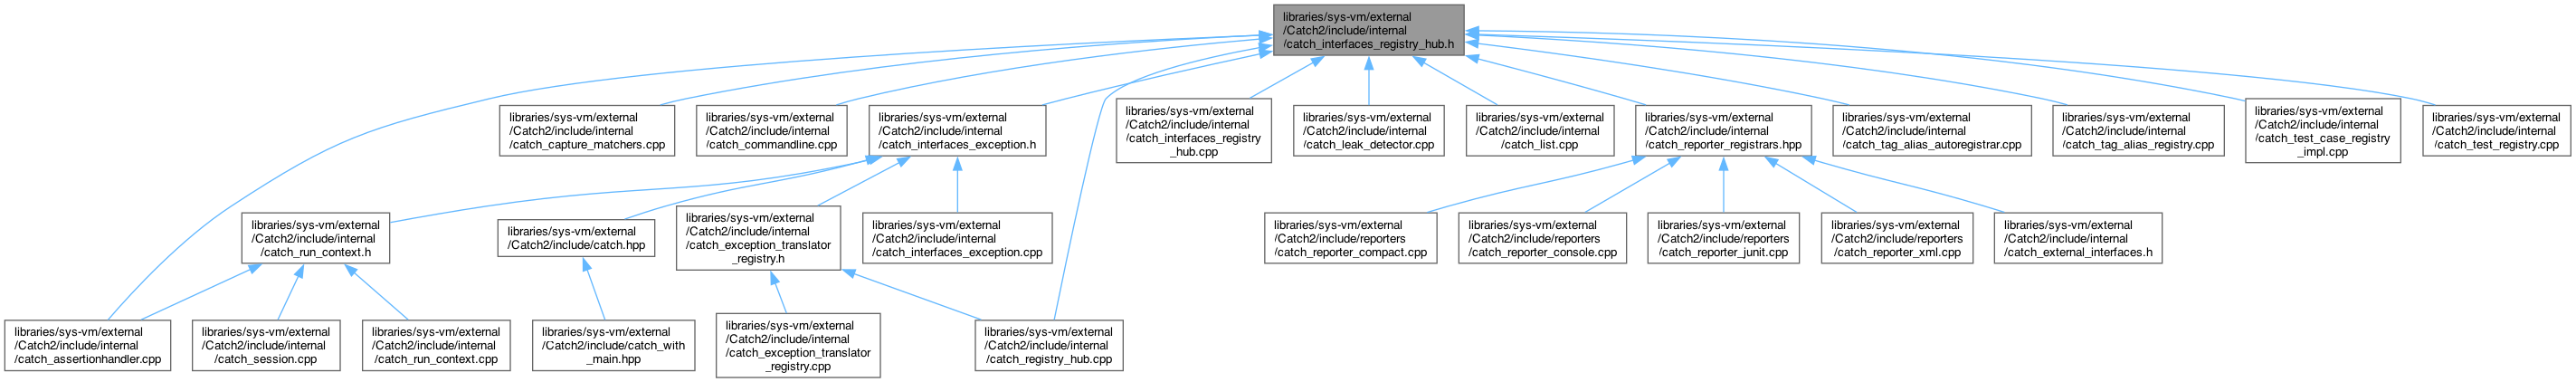 libraries/sys-vm/external
/Catch2/include/internal
/catch_interfaces_registry_hub.h
libraries/sys-vm/external
/Catch2/include/internal
/catch_capture_matchers.cpp
libraries/sys-vm/external
/Catch2/include/internal
/catch_commandline.cpp
libraries/sys-vm/external
/Catch2/include/internal
/catch_interfaces_exception.h
libraries/sys-vm/external
/Catch2/include/internal
/catch_interfaces_registry
_hub.cpp
libraries/sys-vm/external
/Catch2/include/internal
/catch_leak_detector.cpp
libraries/sys-vm/external
/Catch2/include/internal
/catch_list.cpp
libraries/sys-vm/external
/Catch2/include/internal
/catch_reporter_registrars.hpp
libraries/sys-vm/external
/Catch2/include/internal
/catch_tag_alias_autoregistrar.cpp
libraries/sys-vm/external
/Catch2/include/internal
/catch_tag_alias_registry.cpp
libraries/sys-vm/external
/Catch2/include/internal
/catch_test_case_registry
_impl.cpp
libraries/sys-vm/external
/Catch2/include/internal
/catch_test_registry.cpp
libraries/sys-vm/external
/Catch2/include/internal
/catch_run_context.h
libraries/sys-vm/external
/Catch2/include/catch.hpp
libraries/sys-vm/external
/Catch2/include/internal
/catch_exception_translator
_registry.h
libraries/sys-vm/external
/Catch2/include/internal
/catch_interfaces_exception.cpp
libraries/sys-vm/external
/Catch2/include/reporters
/catch_reporter_compact.cpp
libraries/sys-vm/external
/Catch2/include/reporters
/catch_reporter_console.cpp
libraries/sys-vm/external
/Catch2/include/reporters
/catch_reporter_junit.cpp
libraries/sys-vm/external
/Catch2/include/reporters
/catch_reporter_xml.cpp
libraries/sys-vm/external
/Catch2/include/internal
/catch_external_interfaces.h
libraries/sys-vm/external
/Catch2/include/internal
/catch_assertionhandler.cpp
libraries/sys-vm/external
/Catch2/include/internal
/catch_session.cpp
libraries/sys-vm/external
/Catch2/include/internal
/catch_run_context.cpp
libraries/sys-vm/external
/Catch2/include/catch_with
_main.hpp
libraries/sys-vm/external
/Catch2/include/internal
/catch_exception_translator
_registry.cpp
libraries/sys-vm/external
/Catch2/include/internal
/catch_registry_hub.cpp